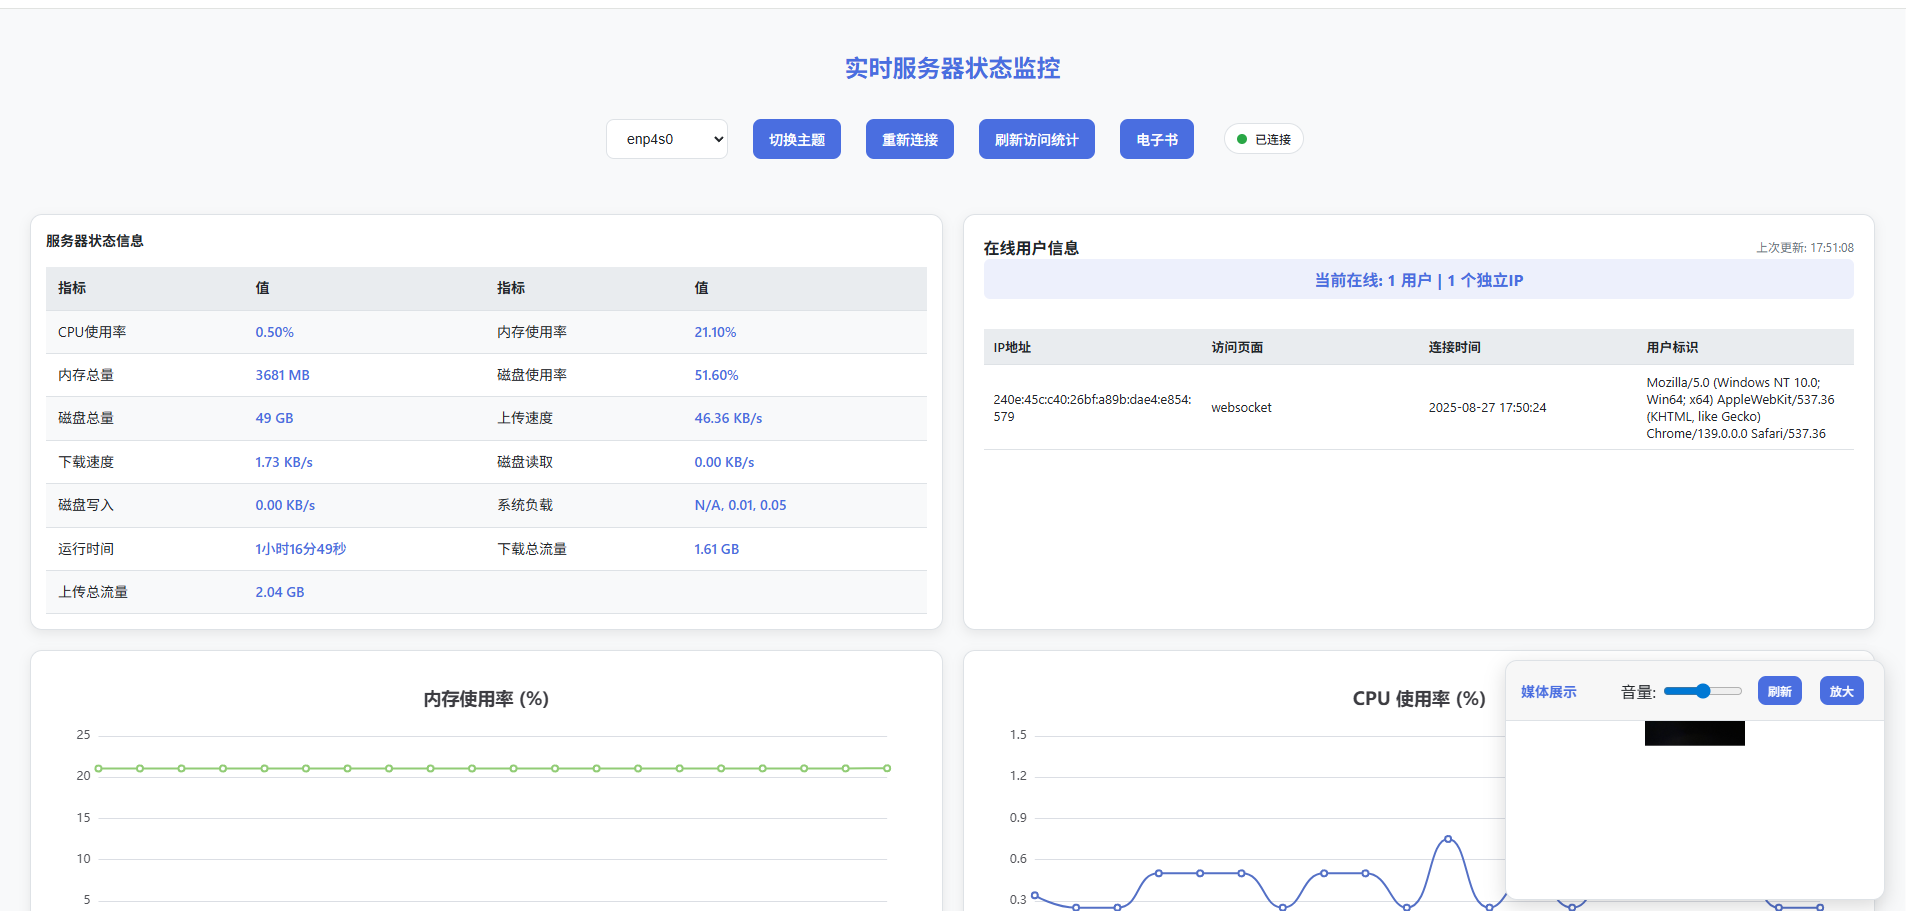 实时服务器状态监控
enp4s0 切换主题 重新连接 刷新访问统计 电子书 已连接
服务器状态信息
指标 值 指标 值
CPU使用率 0.50% 内存使用率 21.10%
内存总量 3681 MB 磁盘使用率 51.60%
磁盘总量 49 GB 上传速度 46.36 KB/s
下载速度 1.73 KB/s 磁盘读取 0.00 KB/s
磁盘写入 0.00 KB/s 系统负载 N/A, 0.01, 0.05
运行时间 1小时16分49秒 下载总流量 1.61 GB
上传总流量 2.04 GB
在线用户信息 上次更新: 17:51:08
当前在线: 1 用户 | 1 个独立IP
IP地址 访问页面 连接时间 用户标识
240e:45c:c40:26bf:a89b:dae4:e854:
579
websocket
2025-08-27 17:50:24
Mozilla/5.0 (Windows NT 10.0;
Win64; x64) AppleWebKit/537.36
(KHTML, like Gecko)
Chrome/139.0.0.0 Safari/537.36
内存使用率 (%)
25
20
15
10
5
CPU 使用率 (%)
1.5
1.2
0.9
0.6
0.3
媒体展示 音量: 刷新 放大